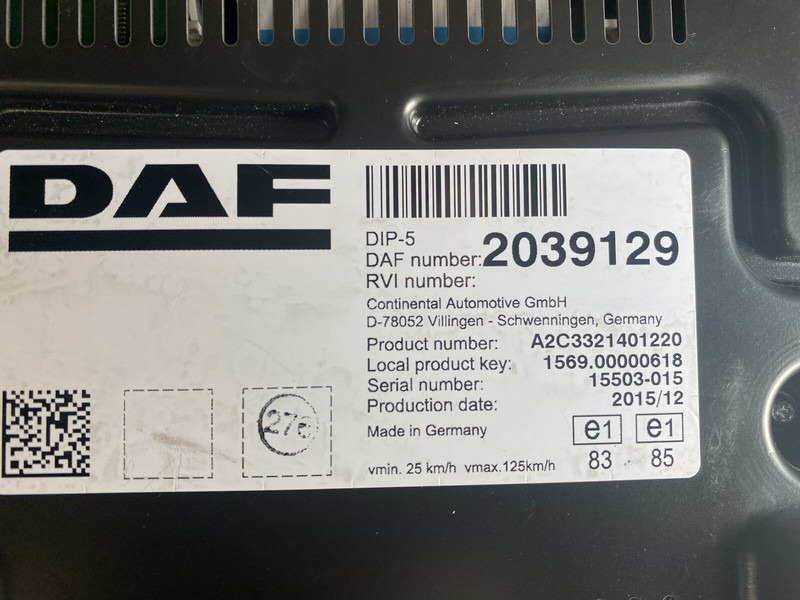 DAF
DIP-5
DAF number: 2039129
RVI number:
Continental Automotive GmbH
D-78052 Villingen - Schwenningen, Germany
Product number: A2C3321401220
Local product key: 1569.00000618
Serial number: 15503-015
Production date: 2015/12
Made in Germany
e1 e1
83 85
vmin. 25 km/h vmax.125km/h
276